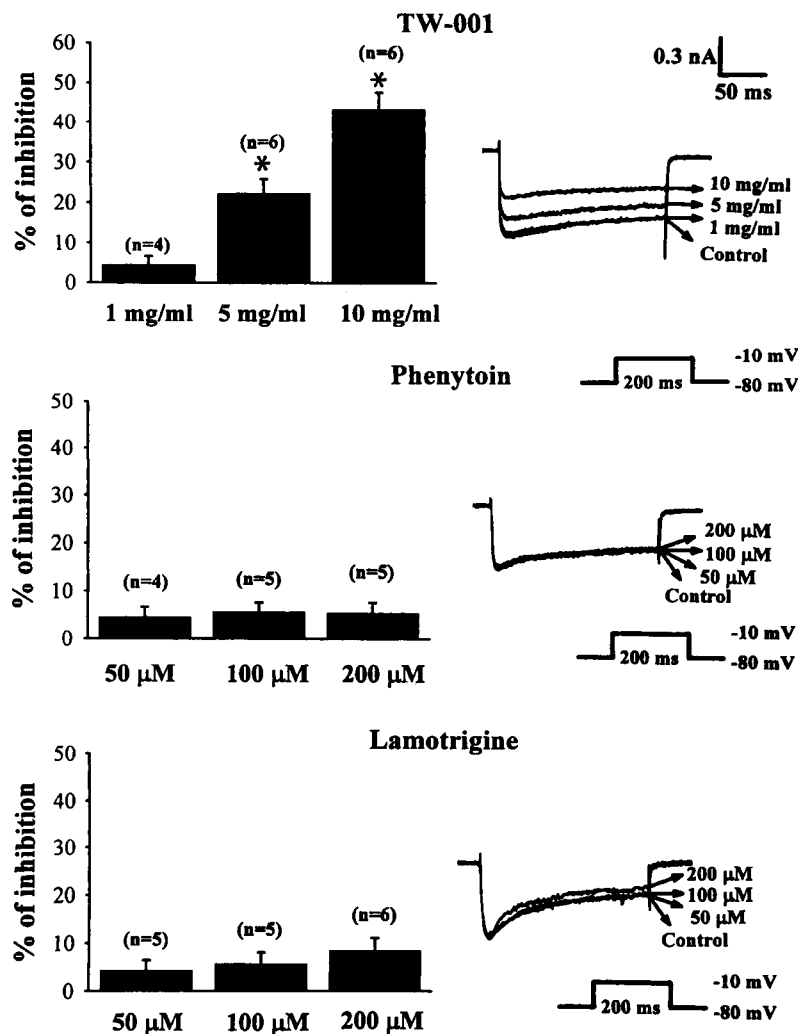 TW-001
60
50
40
30
20
10
0
% of inhibition
(n=4)
(n=6)
*
(n=6)
*
1 mg/ml
5 mg/ml
10 mg/ml
0.3 nA
50 ms
10 mg/ml
5 mg/ml
1 mg/ml
Control
-10 mV
200 ms
-80 mV
Phenytoin
50
40
30
20
10
0
% of inhibition
(n=4)
(n=5)
(n=5)
50 μM
100 μM
200 μM
200 μM
100 μM
50 μM
Control
-10 mV
200 ms
-80 mV
Lamotrigine
50
40
30
20
10
0
% of inhibition
(n=5)
(n=5)
(n=6)
50 μM
100 μM
200 μM
200 μM
100 μM
50 μM
Control
-10 mV
200 ms
-80 mV